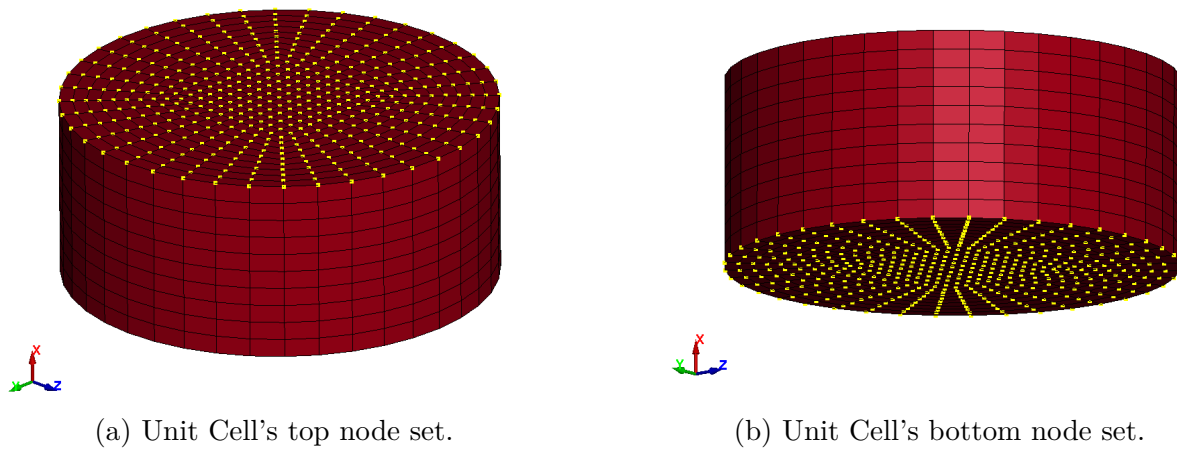 X
Y
Z
X
Y
Z
(a) Unit Cell's top node set.
(b) Unit Cell's bottom node set.